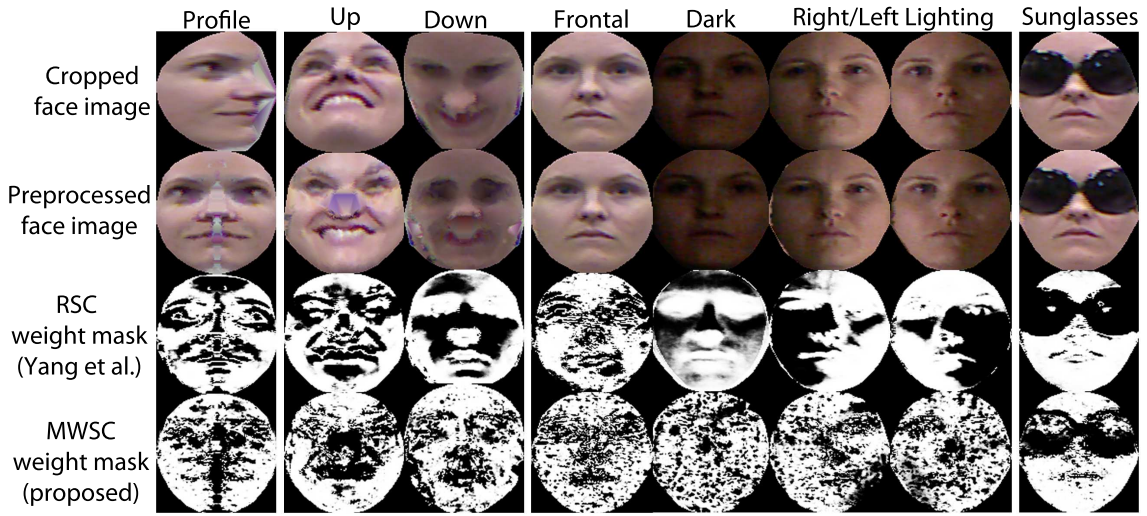 Profile Up Down Frontal Dark Right/Left Lighting Sunglasses
Cropped
face image
Preprocessed
face image
RSC
weight mask
(Yang et al.)
MWSC
weight mask
(proposed)